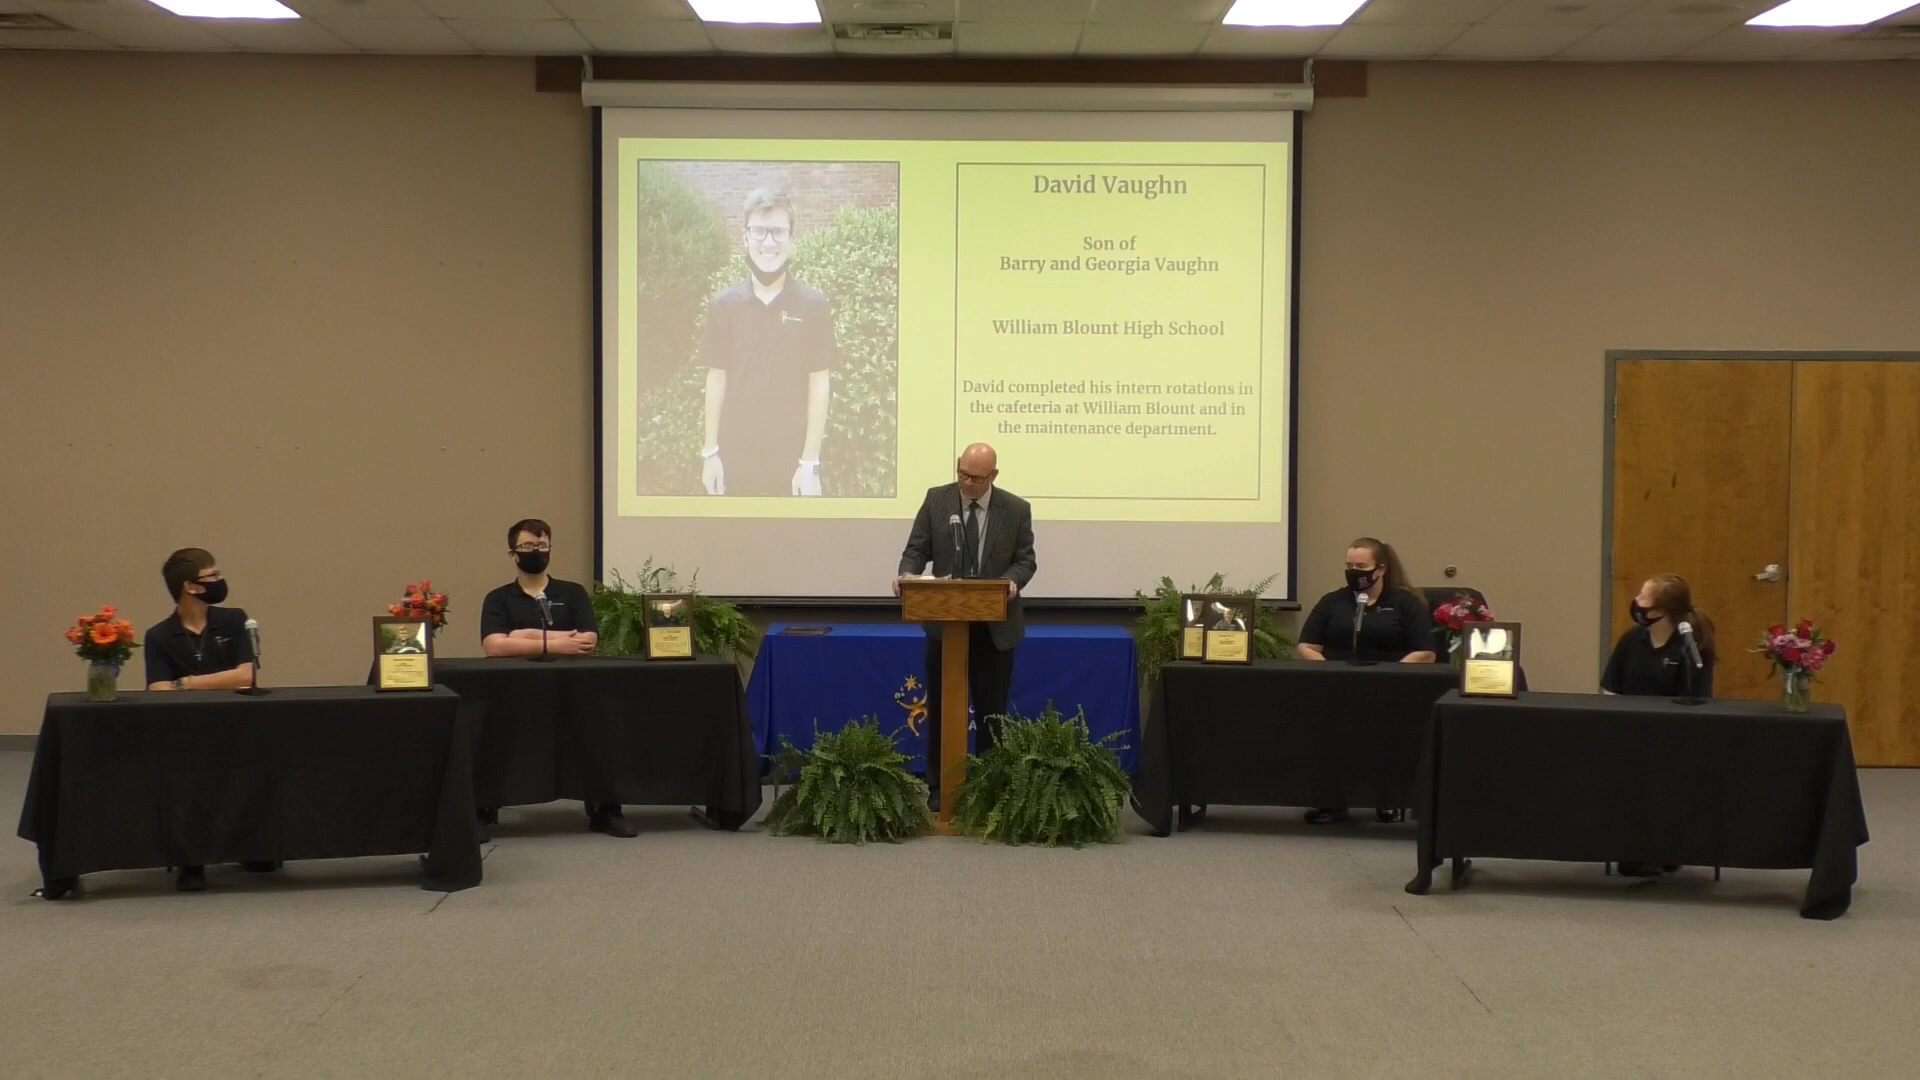 David Vaughn
Son of
Barry and Georgia Vaughn
William Blount High School
David completed his intern rotations in
the cafeteria at William Blount and in
the maintenance department.